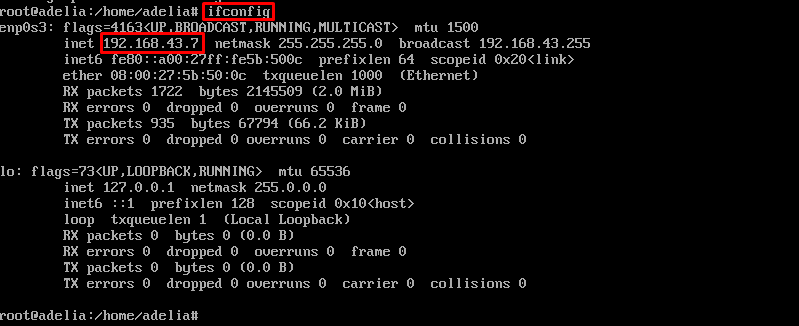 root@adelia:/home/adelia# ifconfig
enp0s3: flags=4163<UP,BROADCAST,RUNNING,MULTICAST>  mtu 1500
        inet 192.168.43.7  netmask 255.255.255.0  broadcast 192.168.43.255
        inet6 fe80::a00:27ff:fe5b:500c  prefixlen 64  scopeid 0x20<link>
        ether 08:00:27:5b:50:0c  txqueuelen 1000  (Ethernet)
        RX packets 1722  bytes 2145509 (2.0 MiB)
        RX errors 0  dropped 0  overruns 0  frame 0
        TX packets 935  bytes 67794 (66.2 KiB)
        TX errors 0  dropped 0 overruns 0  carrier 0  collisions 0
lo: flags=73<UP,LOOPBACK,RUNNING>  mtu 65536
        inet 127.0.0.1  netmask 255.0.0.0
        inet6 ::1  prefixlen 128  scopeid 0x10<host>
        loop  txqueuelen 1  (Local Loopback)
        RX packets 0  bytes 0 (0.0 B)
        RX errors 0  dropped 0  overruns 0  frame 0
        TX packets 0  bytes 0 (0.0 B)
        TX errors 0  dropped 0 overruns 0  carrier 0  collisions 0
root@adelia:/home/adelia#